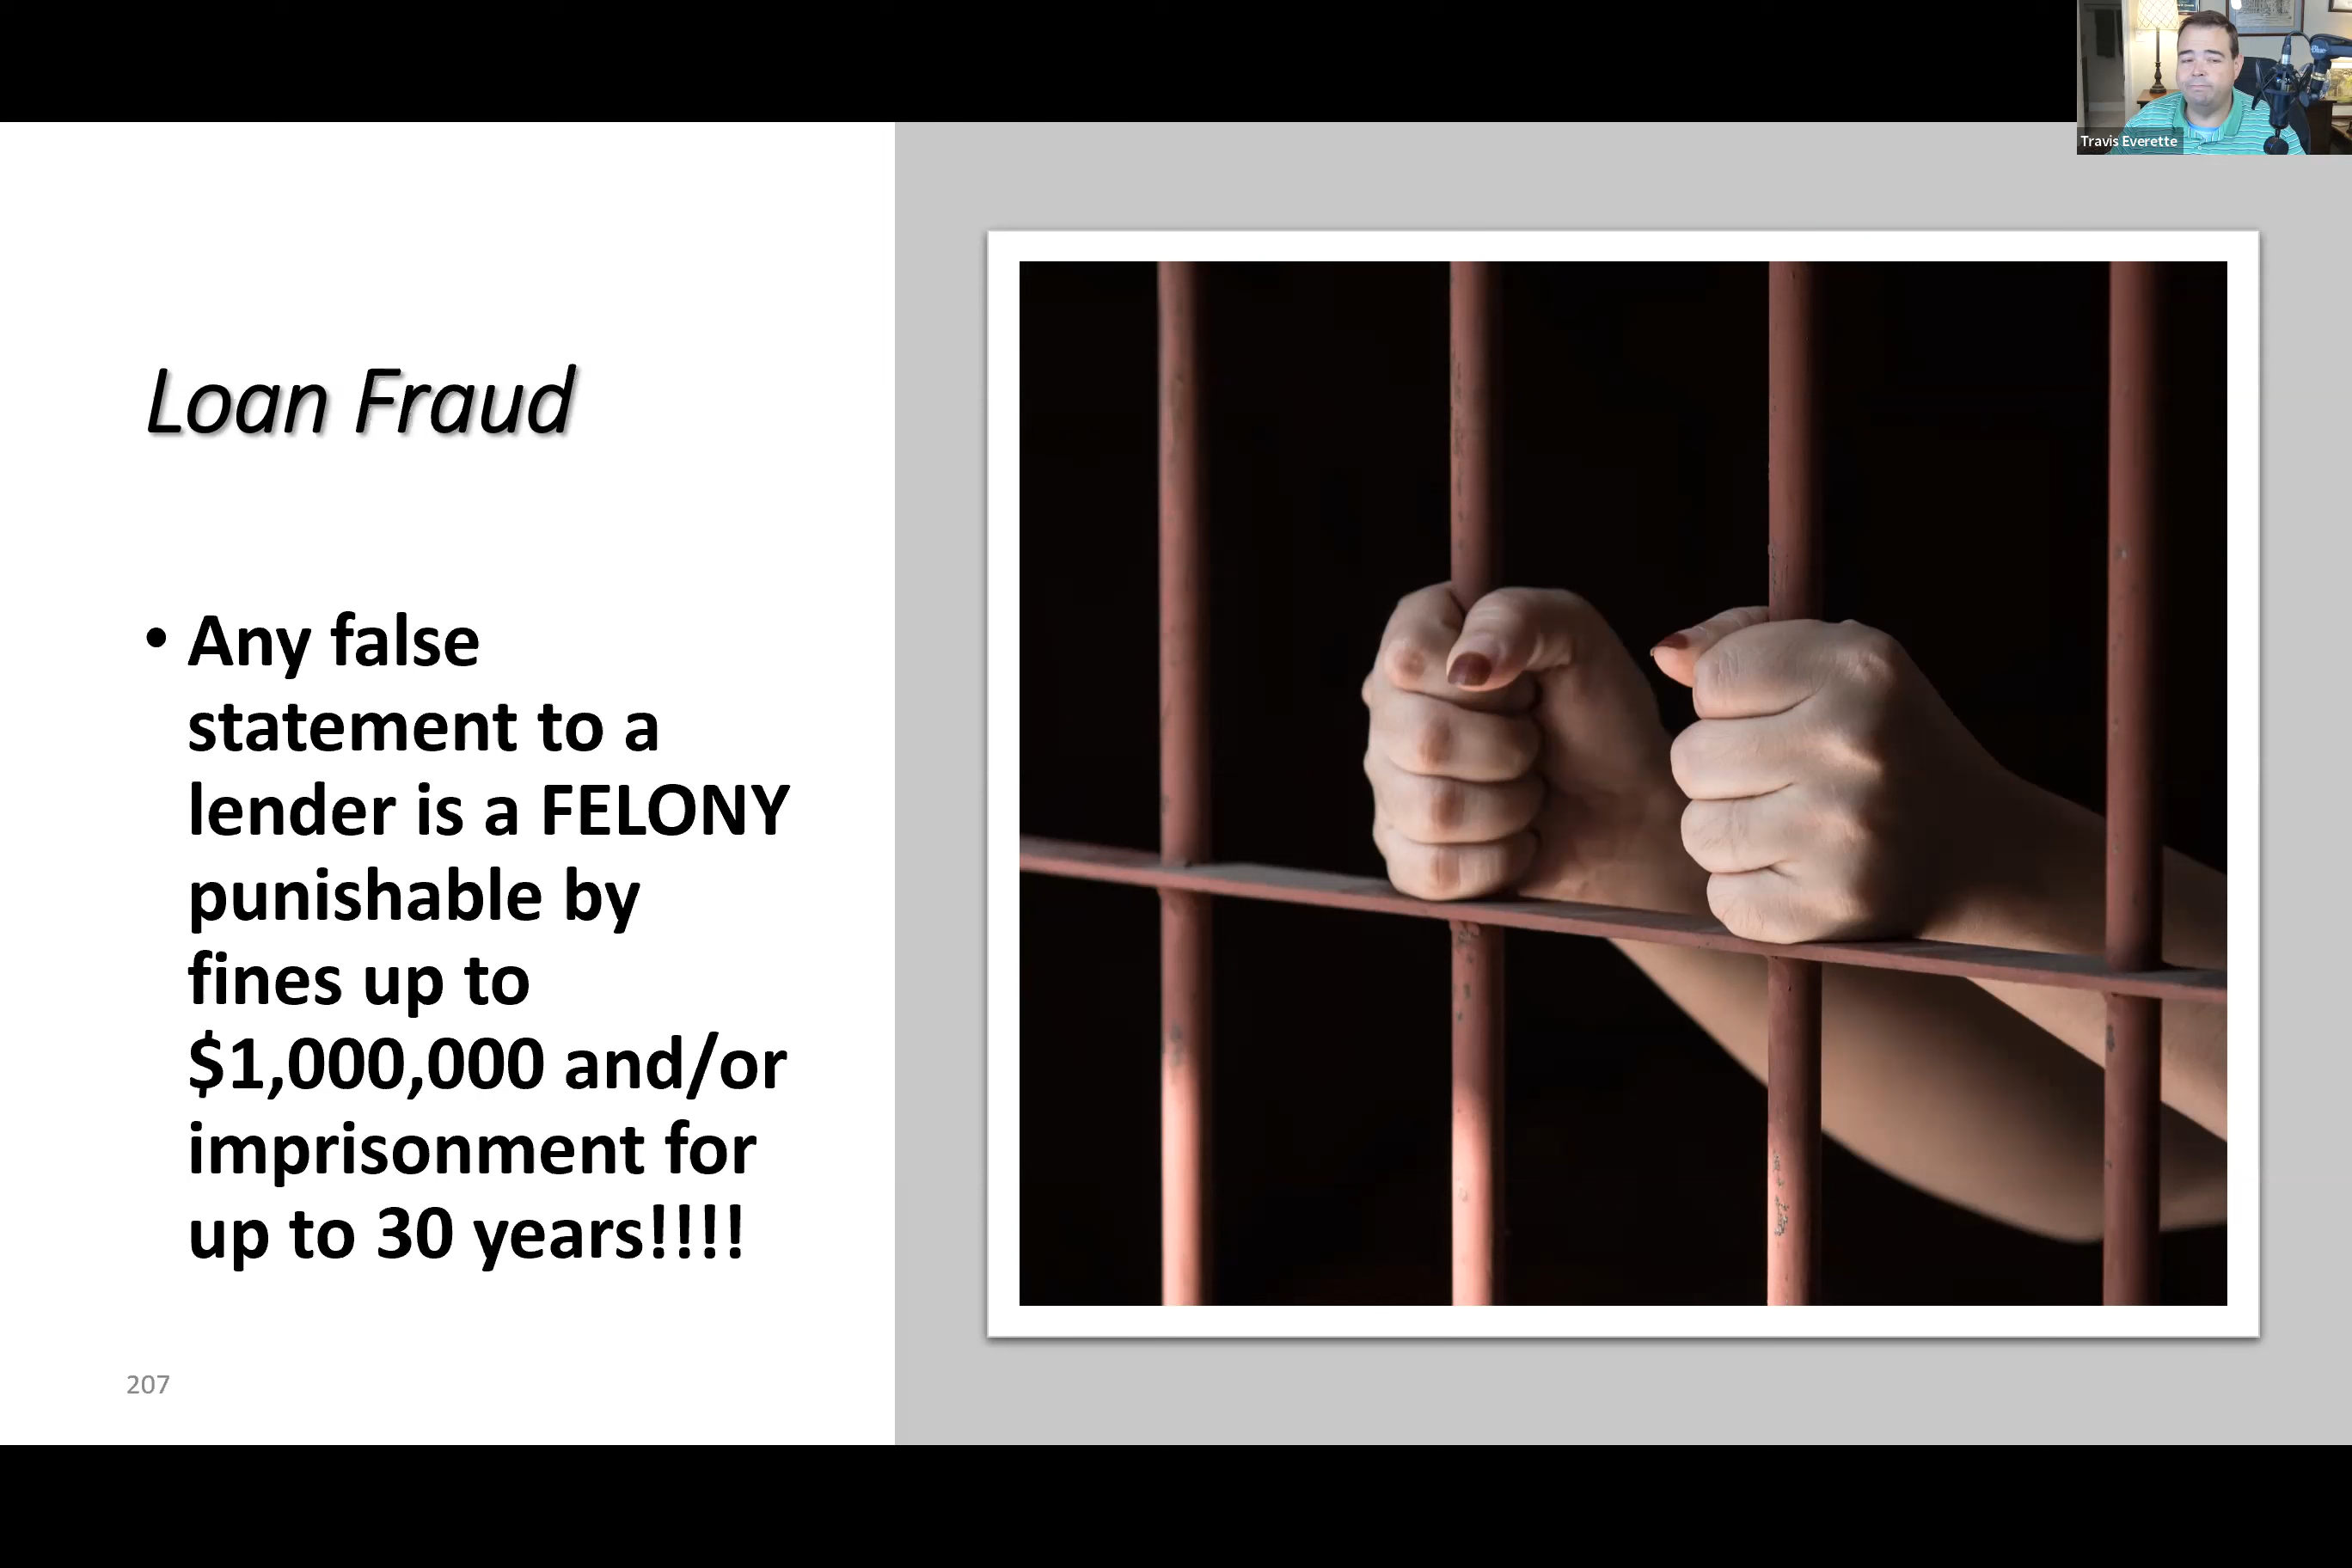 Travis Everette
Loan Fraud
• Any false
statement to a
lender is a FELONY
punishable by
fines up to
$1,000,000 and/or
imprisonment for
up to 30 years!!!!
207